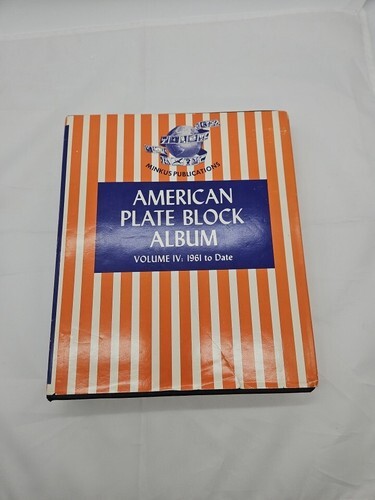 MINKUS PUBLICATIONS
AMERICAN
PLATE BLOCK
ALBUM
VOLUME IV: 1961 to Date